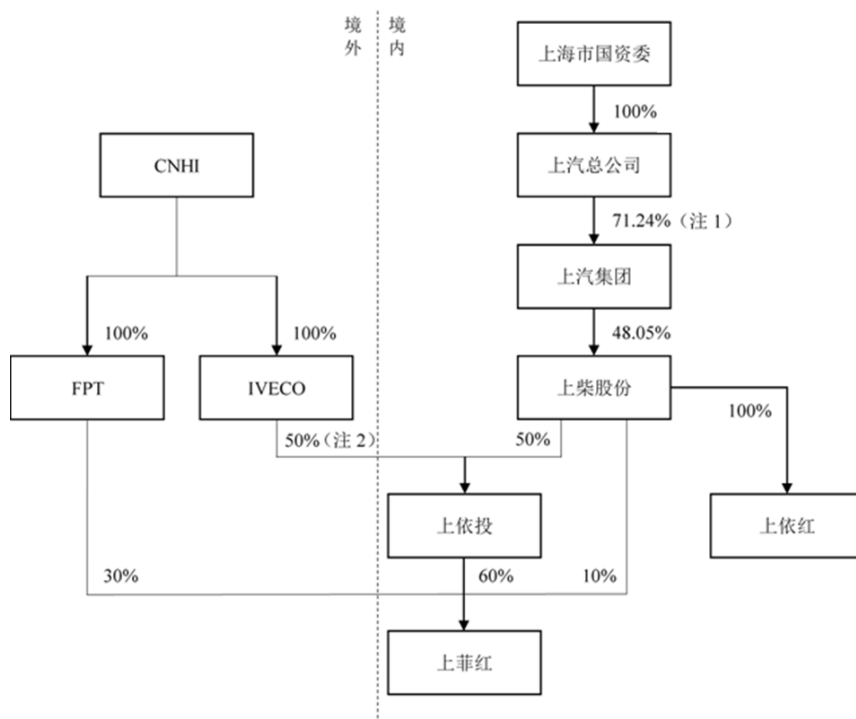 境外
境内
上海市国资委
100%
CNHI
上汽总公司
71.24%（注 1）
上汽集团
100%
100%
48.05%
FPT
IVECO
上柴股份
100%
50%（注 2）
50%
上依投
上依红
30%
60%
10%
上菲红